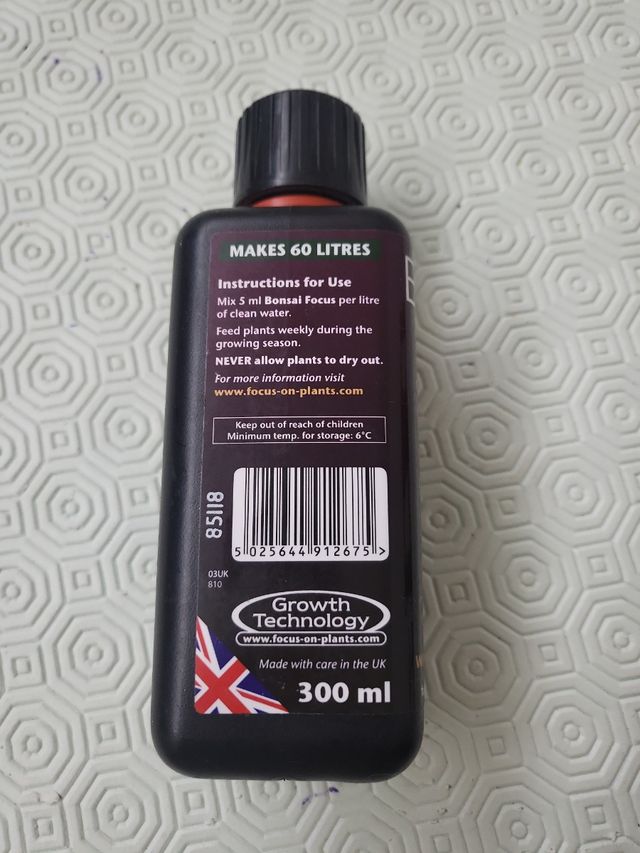 MAKES 60 LITRES
Instructions for Use
Mix 5 ml Bonsai Focus per litre
of clean water.
Feed plants weekly during the
growing season.
NEVER allow plants to dry out.
For more information visit
www.focus-on-plants.com
Keep out of reach of children
Minimum temp. for storage: 6°C
85118
5 025644 912675 >
03UK
810
Growth
Technology
www.focus-on-plants.com
Made with care in the UK
300 ml